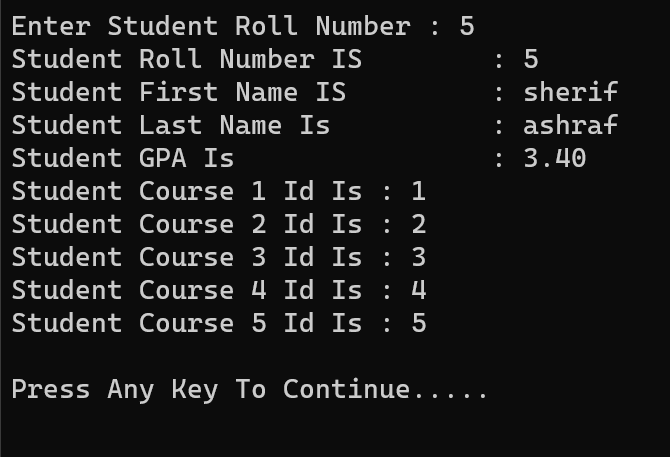 Enter Student Roll Number : 5
Student Roll Number IS        : 5
Student First Name IS         : sherif
Student Last Name Is          : ashraf
Student GPA Is                : 3.40
Student Course 1 Id Is : 1
Student Course 2 Id Is : 2
Student Course 3 Id Is : 3
Student Course 4 Id Is : 4
Student Course 5 Id Is : 5
Press Any Key To Continue.....